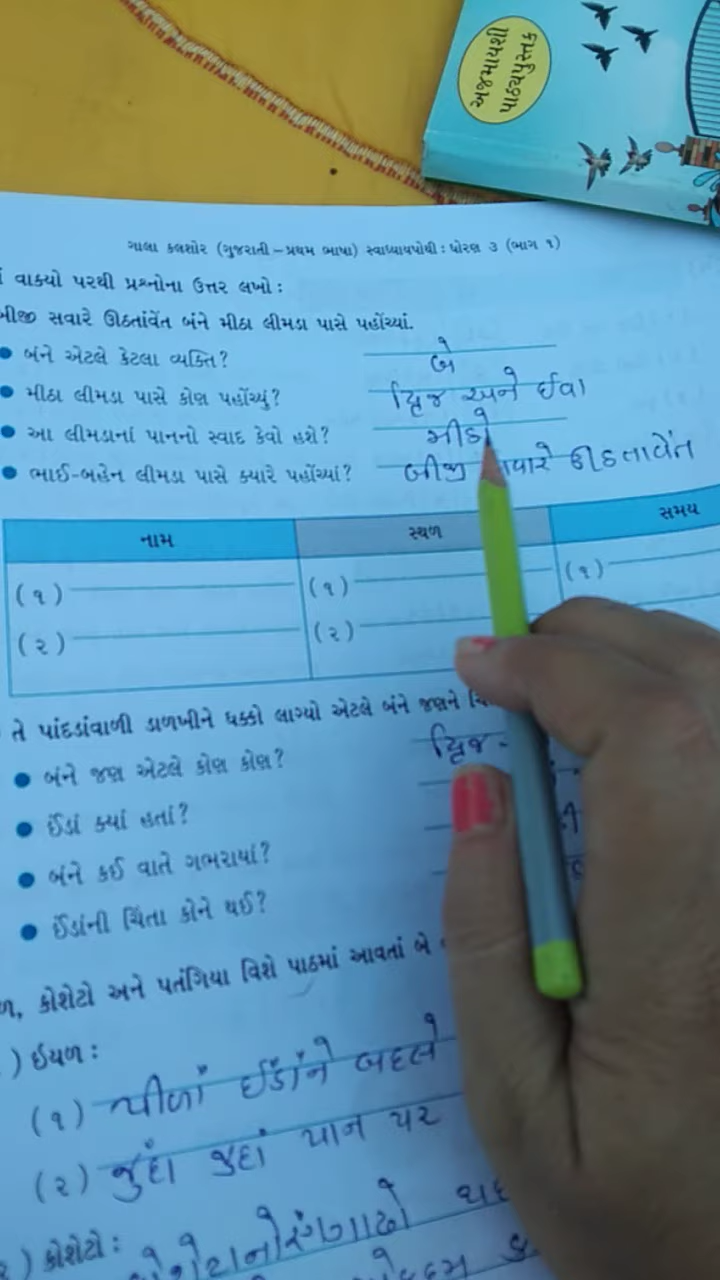 અજમાયશી
પાઠ્યપુસ્તક
ગાલા કલશોર (ગુજરાતી – પ્રથમ ભાષા) સ્વાધ્યાયપોથી : ધોરણ ૩ (ભાગ ૧)
વાક્યો પરથી પ્રશ્નોના ઉત્તર લખો :
બીજી સવારે ઊઠતાંવેંત બંને મીઠા લીમડા પાસે પહોંચ્યાં.
● બંને એટલે કેટલા વ્યક્તિ? બે
● મીઠા લીમડા પાસે કોણ પહોંચ્યું? દ્વિજ અને ઈવા
● આ લીમડાનાં પાનનો સ્વાદ કેવો હશે? મીઠો
● ભાઈ-બહેન લીમડા પાસે ક્યારે પહોંચ્યાં? બીજી સવારે ઊઠતાવેંત
નામ સ્થળ સમય
(૧) (૧) (૧)
(૨) (૨)
તે પાંદડાંવાળી ડાળખીને ધક્કો લાગ્યો એટલે બંને જણને
● બંને જણ એટલે કોણ કોણ? દ્વિજ -
● ઈંડાં ક્યાં હતાં?
● બંને કઈ વાતે ગભરાયાં?
● ઈંડાંની ચિંતા કોને થઈ?
કોશેટો અને પતંગિયા વિશે પાઠમાં આવતાં બે
) ઇયળ :
(૧) પીળાં ઈંડાંને બદલે
(૨) જુદાં જુદાં પાન પર
) કોશેટો :